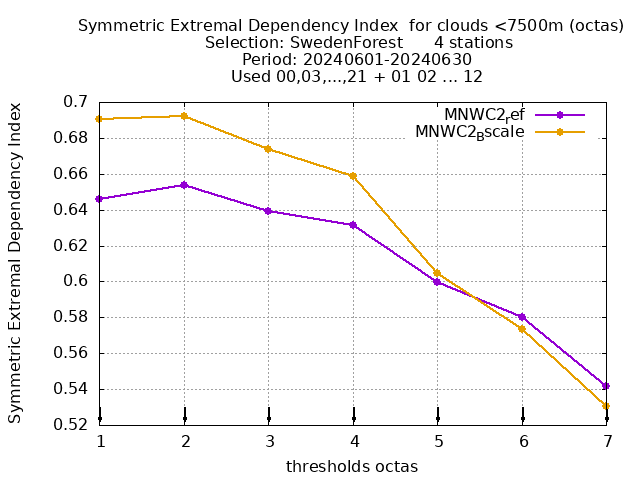 Symmetric Extremal Dependency Index  for clouds <7500m (octas)
Selection: SwedenForest      4 stations
Period: 20240601-20240630
Used 00,03,...,21 + 01 02 ... 12
Symmetric Extremal Dependency Index
0.7
0.68
0.66
0.64
0.62
0.6
0.58
0.56
0.54
0.52
MNWC2ref
MNWC2Bscale
1 2 3 4 5 6 7
thresholds octas